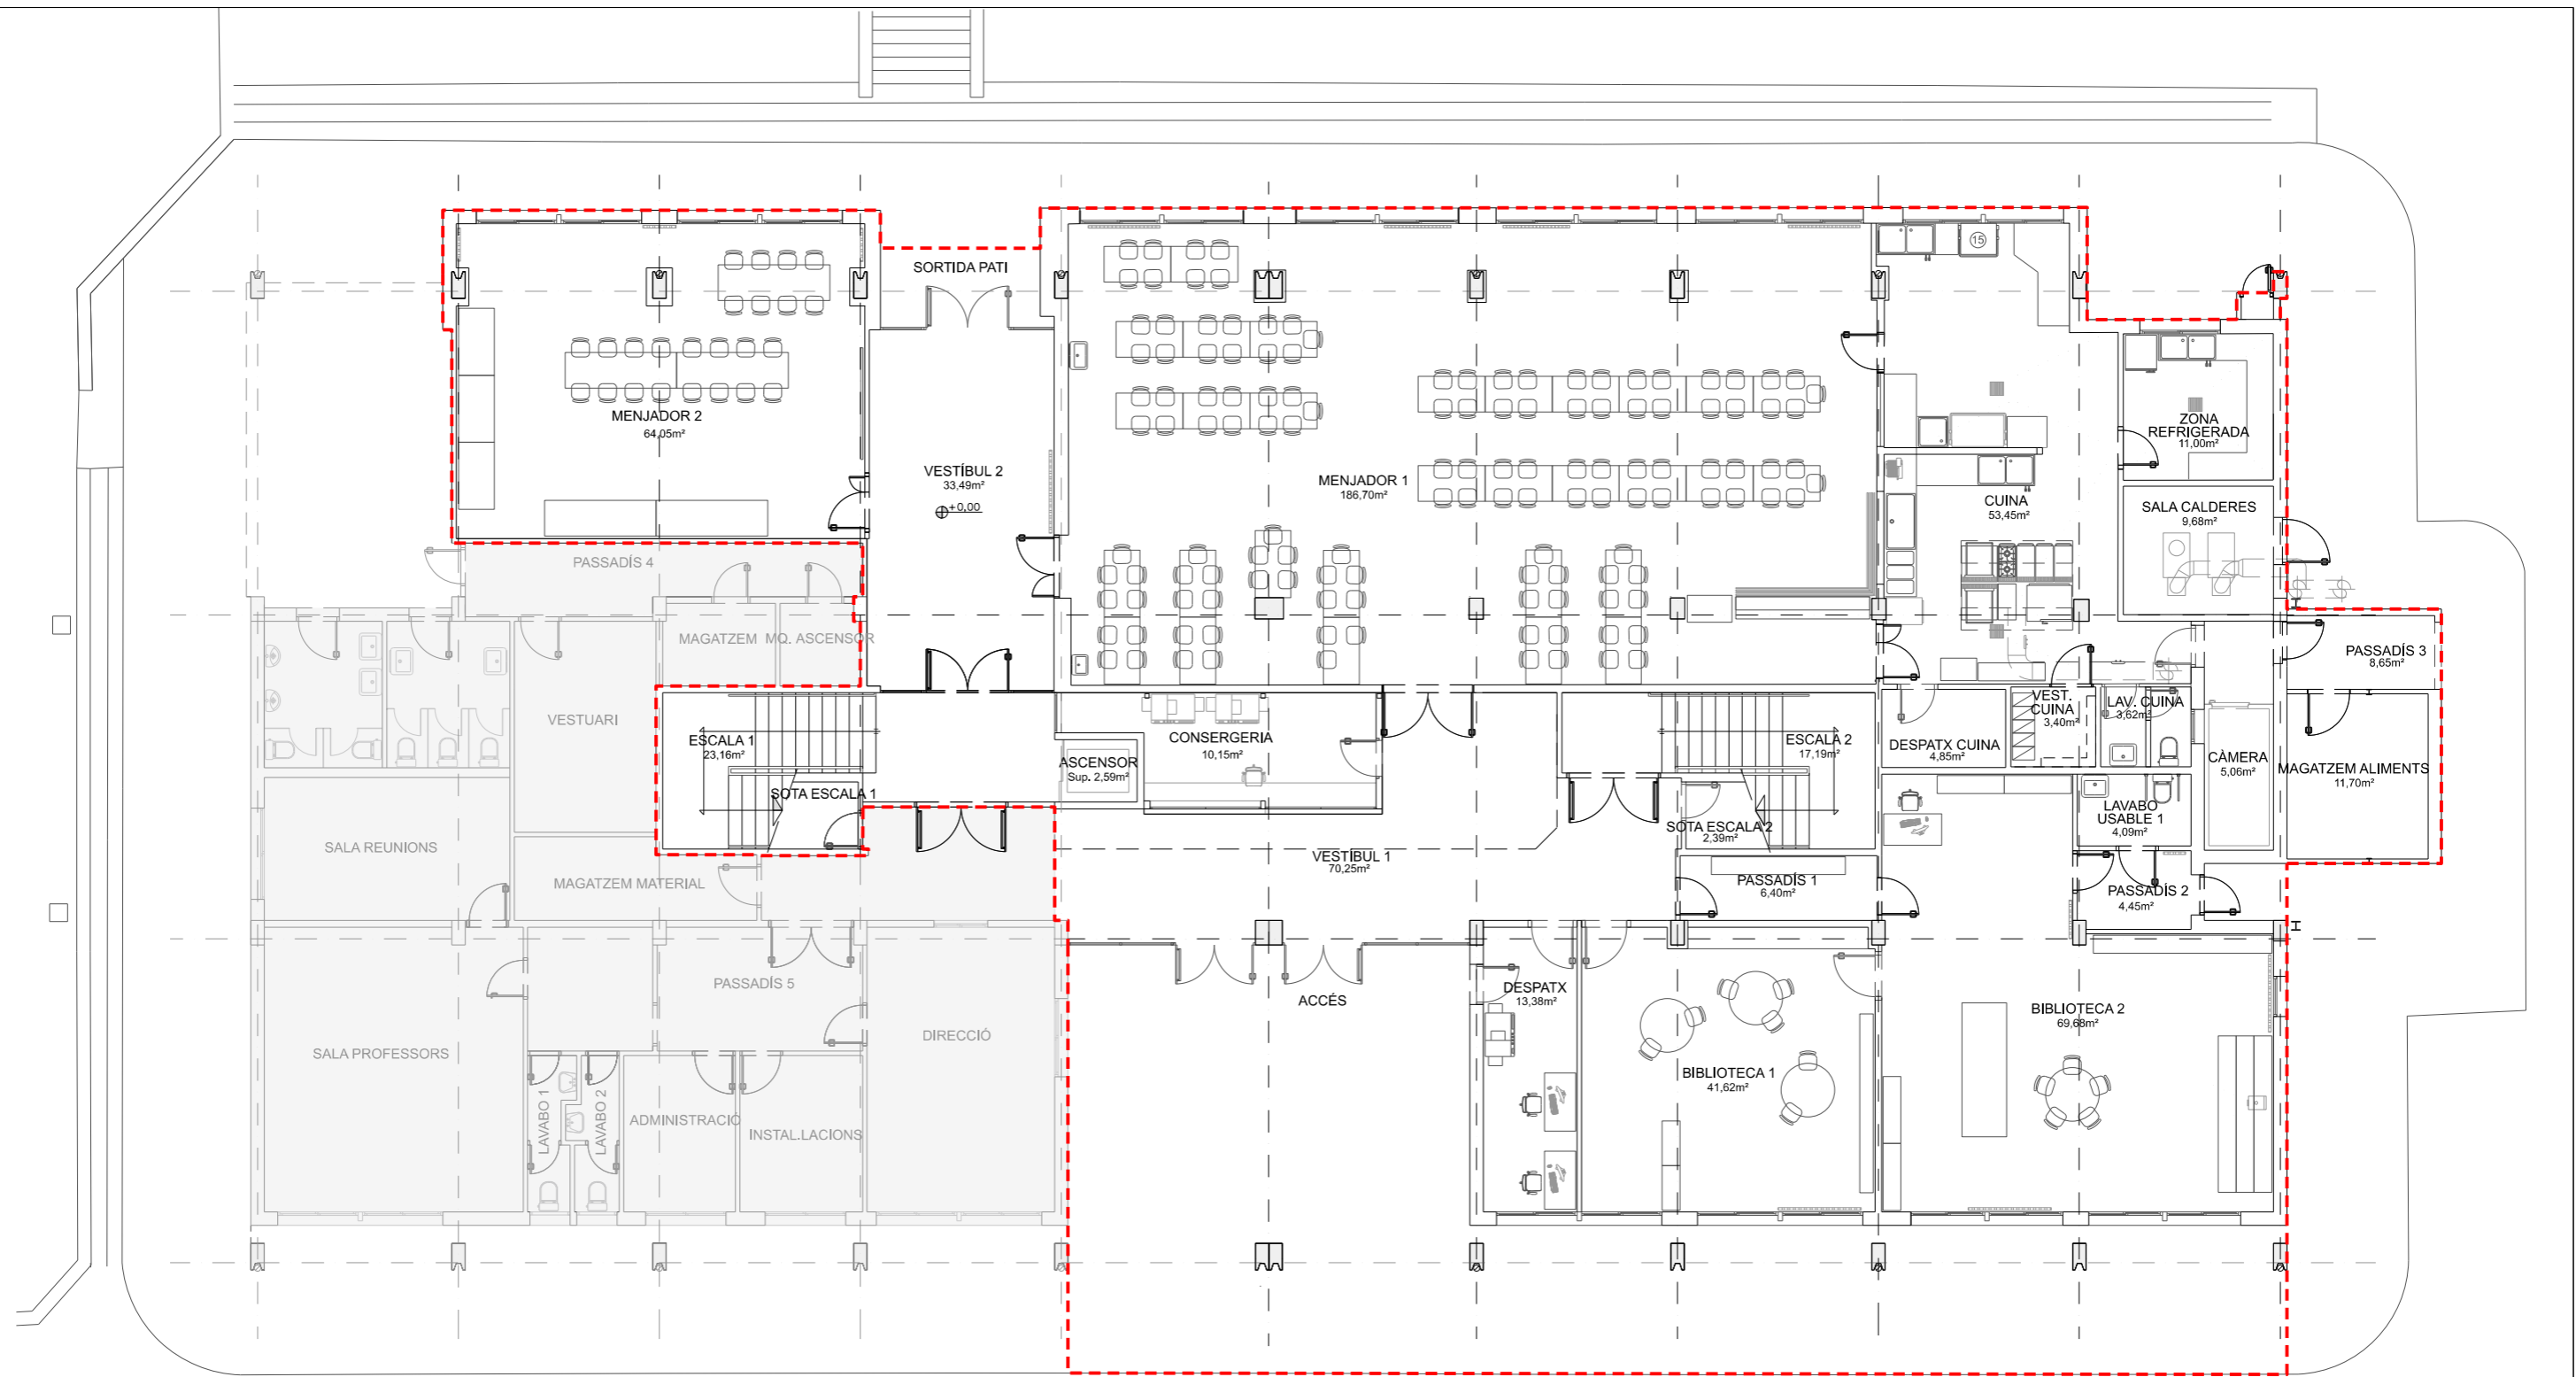 SORTIDA PATI
15
MENJADOR 2
64,05m²
ZONA
REFRIGERADA
11,00m²
VESTÍBUL 2
33,49m²
+0,00
MENJADOR 1
186,70m²
CUINA
53,45m²
SALA CALDERES
9,68m²
PASSADÍS 4
MAGATZEM
MQ. ASCENSOR
PASSADÍS 3
8,65m²
VESTUARI
ESCALA 1
23,16m²
CONSERGERIA
10,15m²
ASCENSOR
Sup. 2,59m²
ESCALA 2
17,19m²
DESPATX CUINA
4,85m²
VEST.
CUINA
3,40m²
LAV. CUINA
3,62m²
CÀMERA
5,06m²
MAGATZEM ALIMENTS
11,70m²
SOTA ESCALA 1
SOTA ESCALA 2
2,39m²
LAVABO
USABLE 1
4,09m²
SALA REUNIONS
VESTÍBUL 1
70,25m²
MAGATZEM MATERIAL
PASSADÍS 1
6,40m²
PASSADÍS 2
4,45m²
PASSADÍS 5
ACCÉS
DESPATX
13,38m²
BIBLIOTECA 2
69,68m²
SALA PROFESSORS
DIRECCIÓ
BIBLIOTECA 1
41,62m²
LAVABO 1
LAVABO 2
ADMINISTRACIÓ
INSTAL.LACIONS